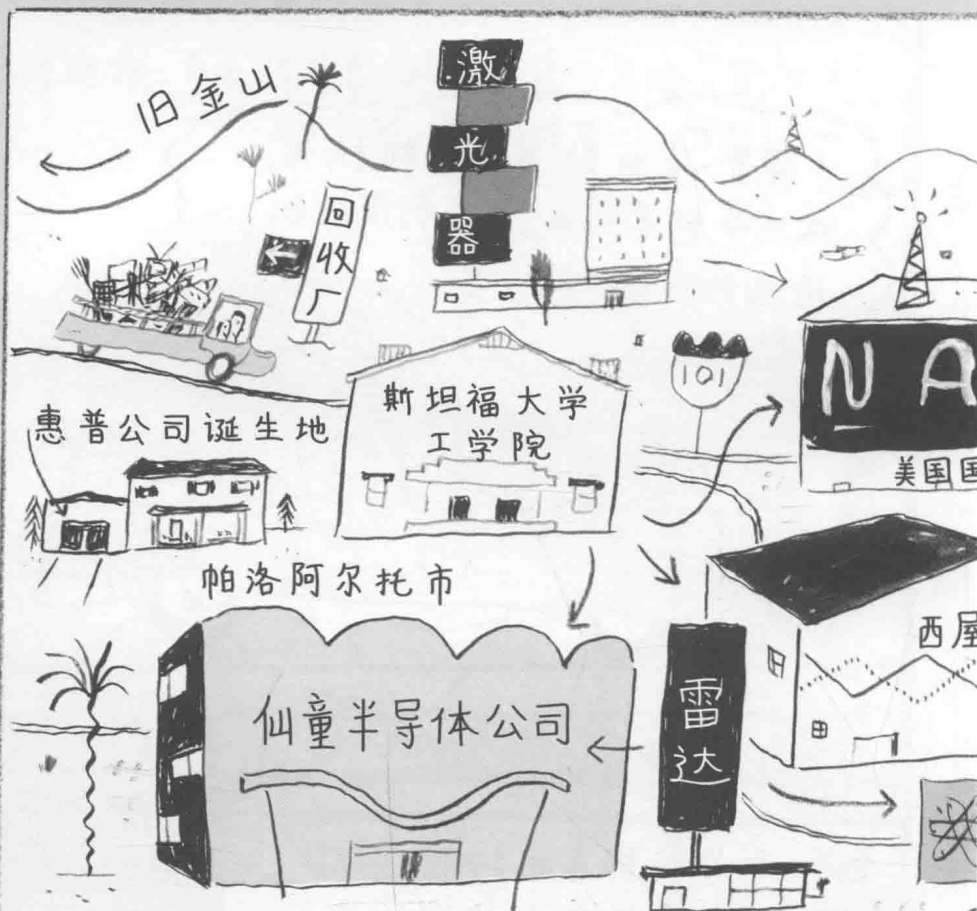 旧金山
激
光
器
回
收
厂
101
N A
美国国
斯坦福大学
工学院
惠普公司诞生地
帕洛阿尔托市
西屋
仙童半导体公司
雷
达